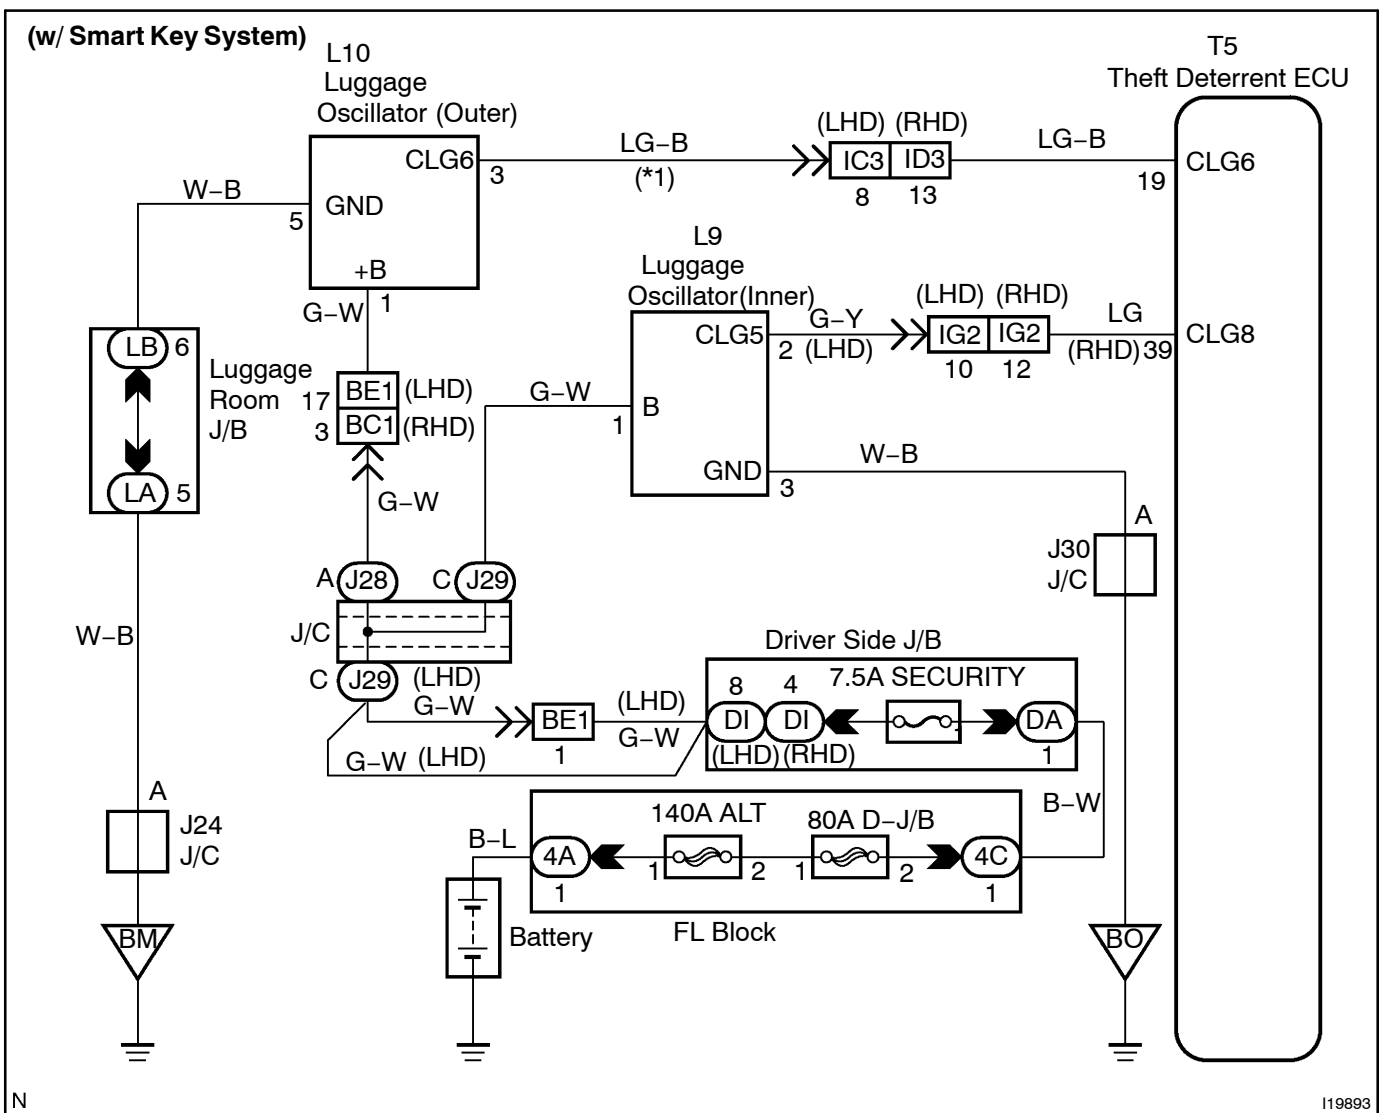 (w/ Smart Key System)
L10
Luggage
Oscillator (Outer)
T5
Theft Deterrent ECU
CLG6
3
LG−B
(*1)
(LHD) (RHD)
IC3 ID3
8 13
LG−B
19
CLG6
W−B
5
GND
+B
1
G−W
L9
Luggage
Oscillator(Inner)
CLG5
2
G−Y
(LHD)
(LHD) (RHD)
IG2 IG2
10 12
LG
(RHD)
39
CLG8
LB 6
Luggage
Room
J/B
LA 5
17 BE1 (LHD)
3 BC1 (RHD)
G−W
G−W
1
B
GND
3
W−B
A
J30
J/C
A J28
C J29
J/C
C J29
W−B
(LHD)
G−W
BE1
1
(LHD)
G−W
G−W (LHD)
Driver Side J/B
7.5A SECURITY
8 4
DI DI
(LHD) (RHD)
DA
1
B−W
140A ALT
80A D−J/B
B−L
4A
1
1 2
1 2
4C
1
FL Block
Battery
A
J24
J/C
BM
BO
N
I19893